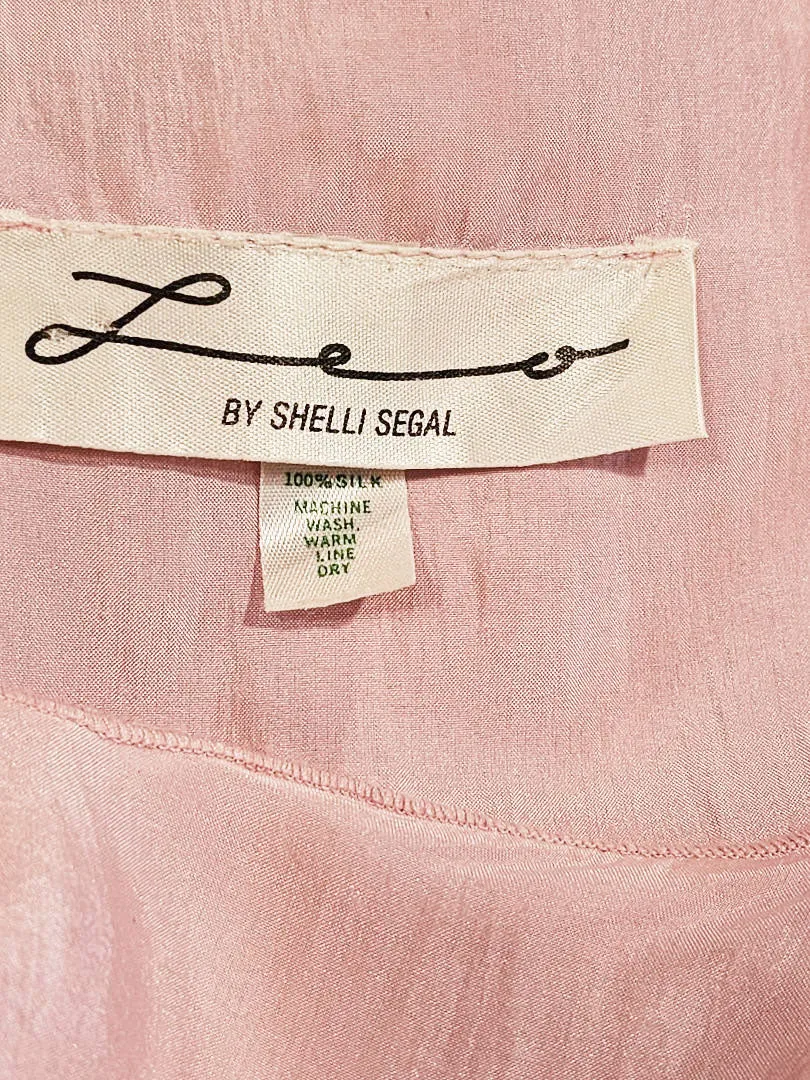 Leo
BY SHELLI SEGAL
100% SILK
MACHINE
WASH,
WARM
LINE
DRY